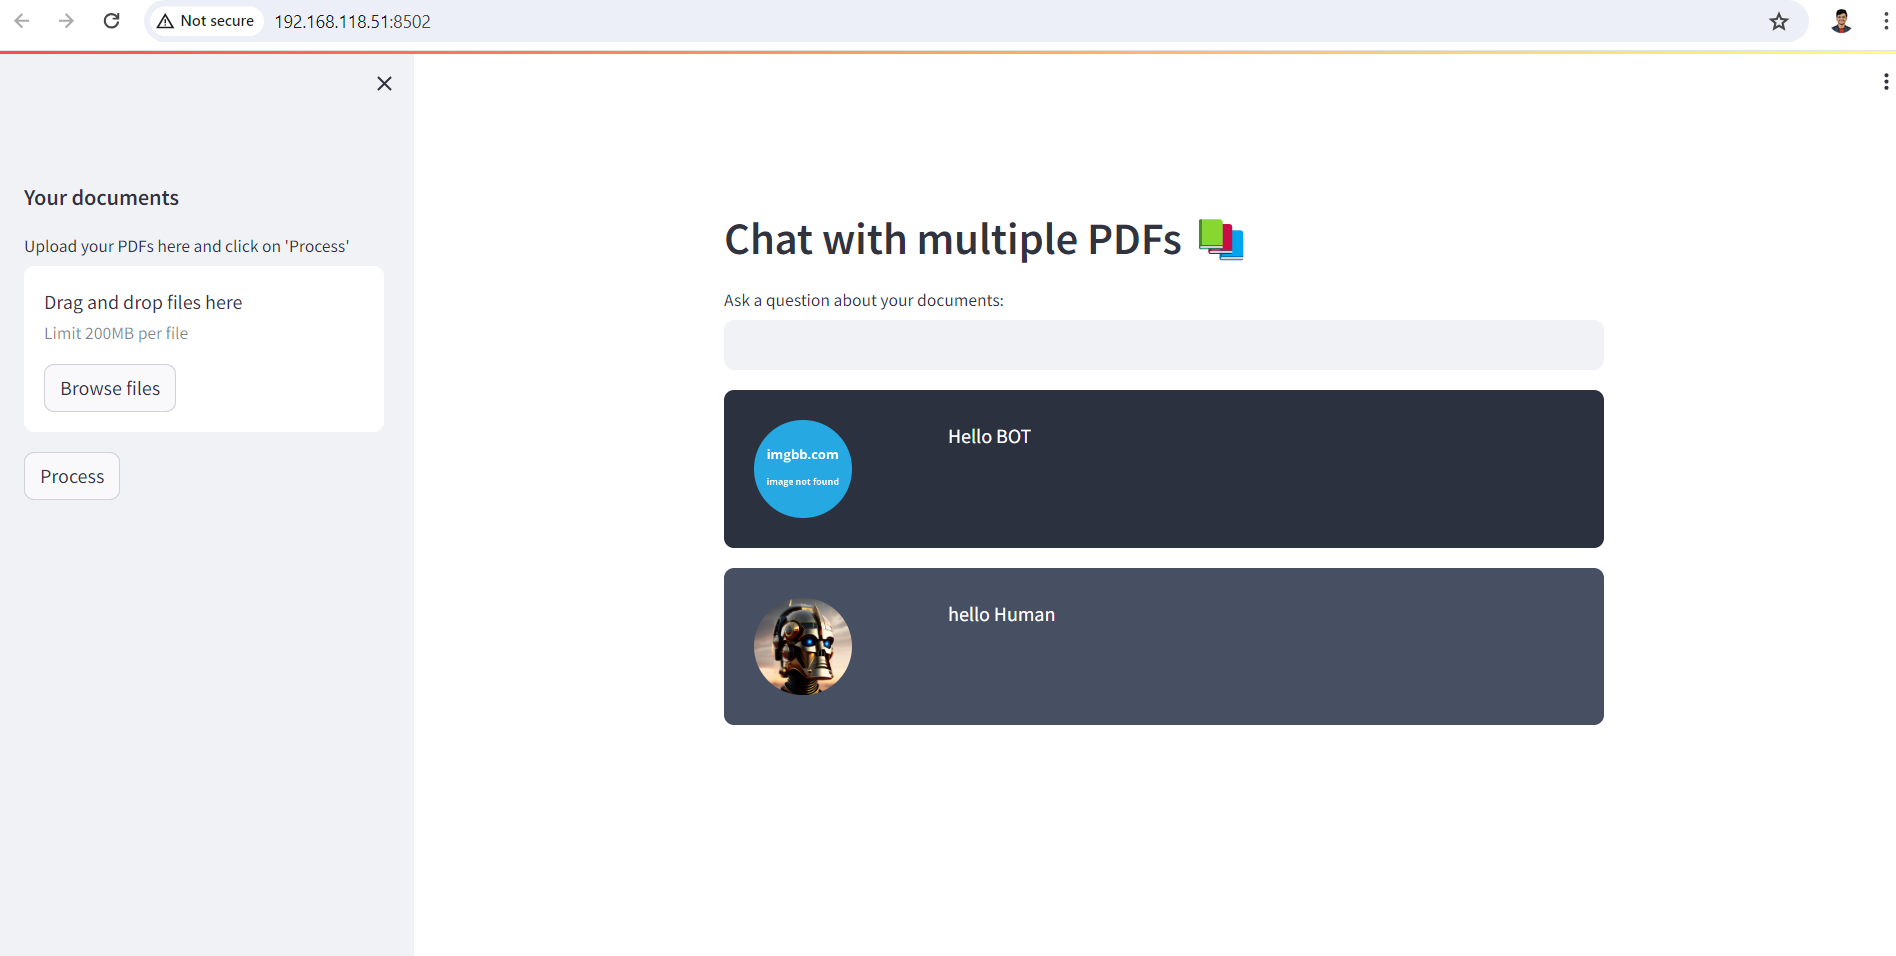 Not secure 192.168.118.51:8502
Your documents
Upload your PDFs here and click on 'Process'
Drag and drop files here
Limit 200MB per file
Browse files
Process
Chat with multiple PDFs
Ask a question about your documents:
imgbb.com
image not found
Hello BOT
hello Human